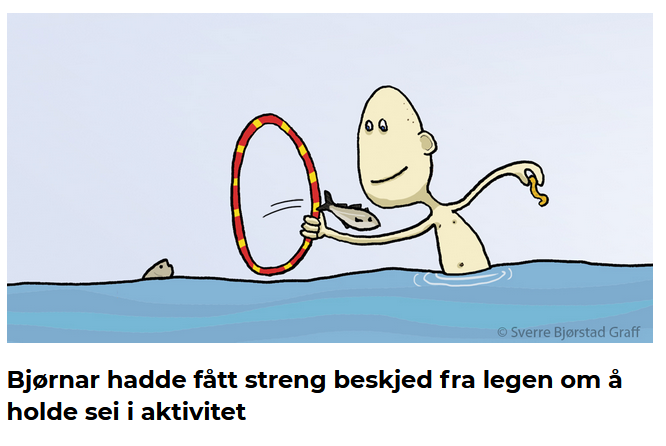 © Sverre Bjørstad Graff
Bjørnar hadde fått streng beskjed fra legen om å
holde sei i aktivitet